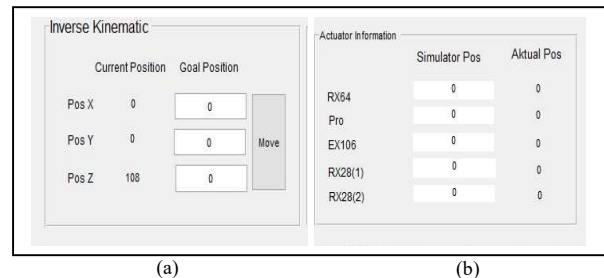 Inverse Kinematic
Current Position Goal Position
Pos X 0 0
Pos Y 0 0 Move
Pos Z 108 0
(a)
Actuator Information
Simulator Pos Aktual Pos
RX64 0 0
Pro 0 0
EX106 0 0
RX28(1) 0 0
RX28(2) 0 0
(b)